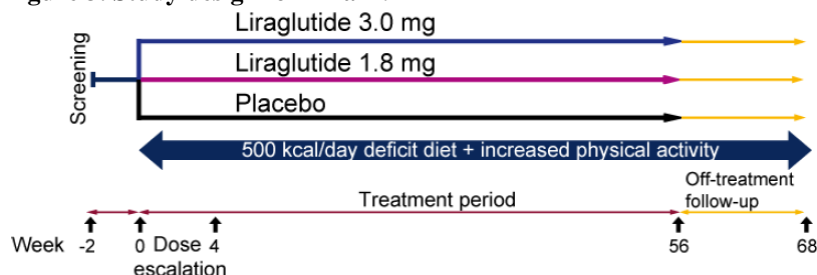 Liraglutide 3.0 mg
Screening
Liraglutide 1.8 mg
Placebo
500 kcal/day deficit diet + increased physical activity
Treatment period
Off-treatment
follow-up
Week -2 0 Dose 4 56 68
escalation